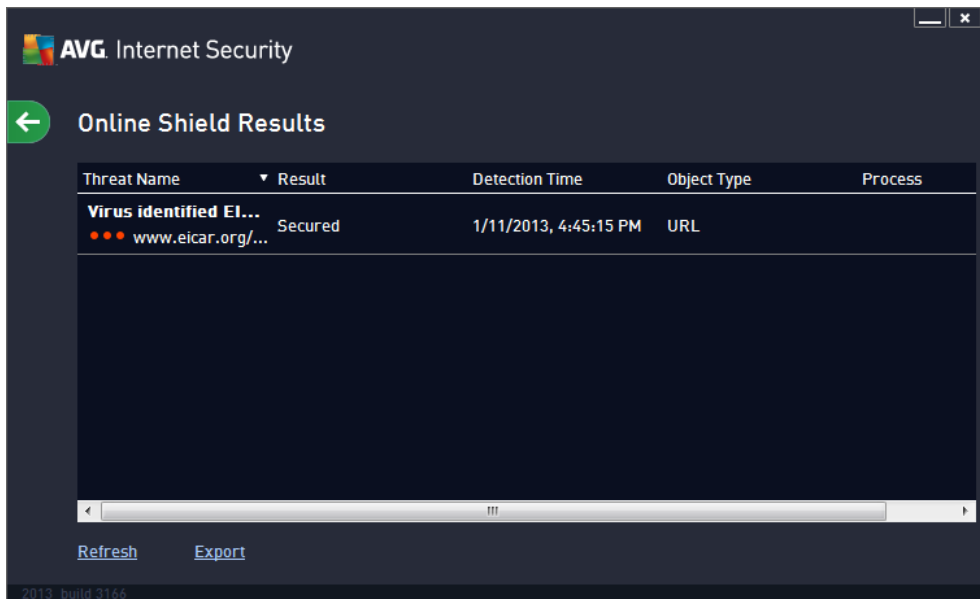 AVG. Internet Security
Online Shield Results
Threat Name Result Detection Time Object Type Process
Virus identified EI...
www.eicar.org/... Secured 1/11/2013, 4:45:15 PM URL
Refresh Export
2013 build 3166